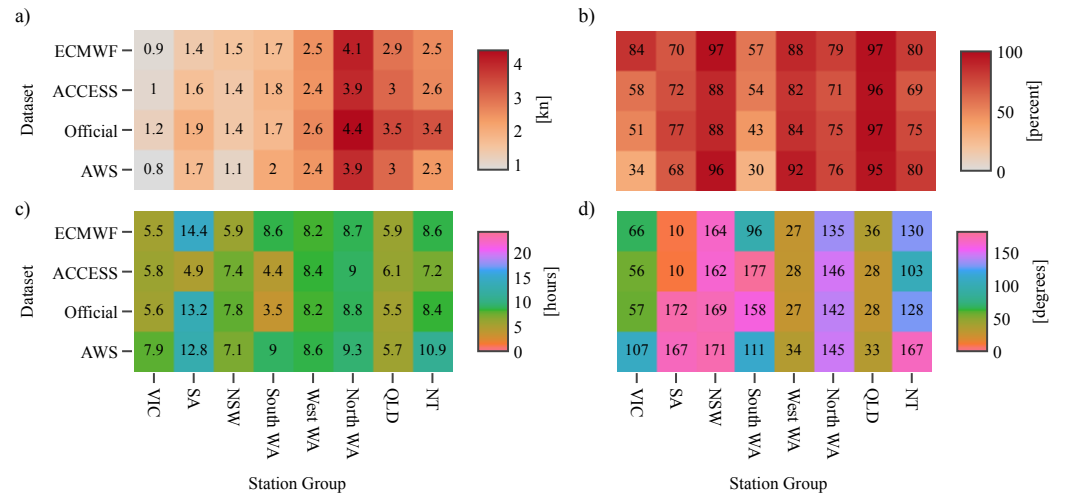 a)
b)
ECMWF 0.9 1.4 1.5 1.7 2.5 4.1 2.9 2.5
ACCESS 1 1.6 1.4 1.8 2.4 3.9 3 2.6
Official 1.2 1.9 1.4 1.7 2.6 4.4 3.5 3.4
AWS 0.8 1.7 1.1 2 2.4 3.9 3 2.3
Dataset
4
3
2
1
[kn]
84 70 97 57 88 79 97 80
58 72 88 54 82 71 96 69
51 77 88 43 84 75 97 75
34 68 96 30 92 76 95 80
100
50
0
[percent]
c)
d)
ECMWF 5.5 14.4 5.9 8.6 8.2 8.7 5.9 8.6
ACCESS 5.8 4.9 7.4 4.4 8.4 9 6.1 7.2
Official 5.6 13.2 7.8 3.5 8.2 8.8 5.5 8.4
AWS 7.9 12.8 7.1 9 8.6 9.3 5.7 10.9
Dataset
20
15
10
5
0
[hours]
66 10 164 96 27 135 36 130
56 10 162 177 28 146 28 103
57 172 169 158 27 142 28 128
107 167 171 111 34 145 33 167
150
100
50
0
[degrees]
VIC SA NSW South WA West WA North WA QLD NT
Station Group
VIC SA NSW South WA West WA North WA QLD NT
Station Group